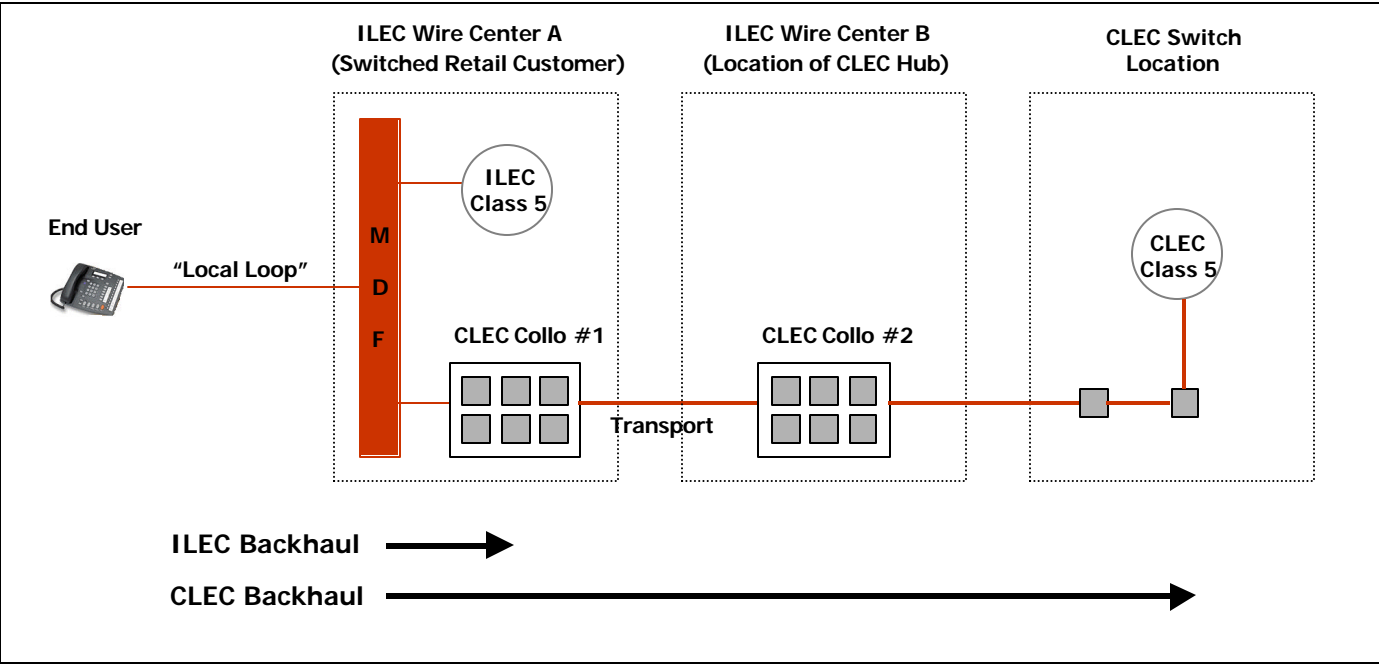 ILEC Wire Center A
(Switched Retail Customer)
ILEC Wire Center B
(Location of CLEC Hub)
CLEC Switch
Location
ILEC
Class 5
M
D
F
End User
“Local Loop”
CLEC
Class 5
CLEC Collo #1
CLEC Collo #2
Transport
ILEC Backhaul
CLEC Backhaul